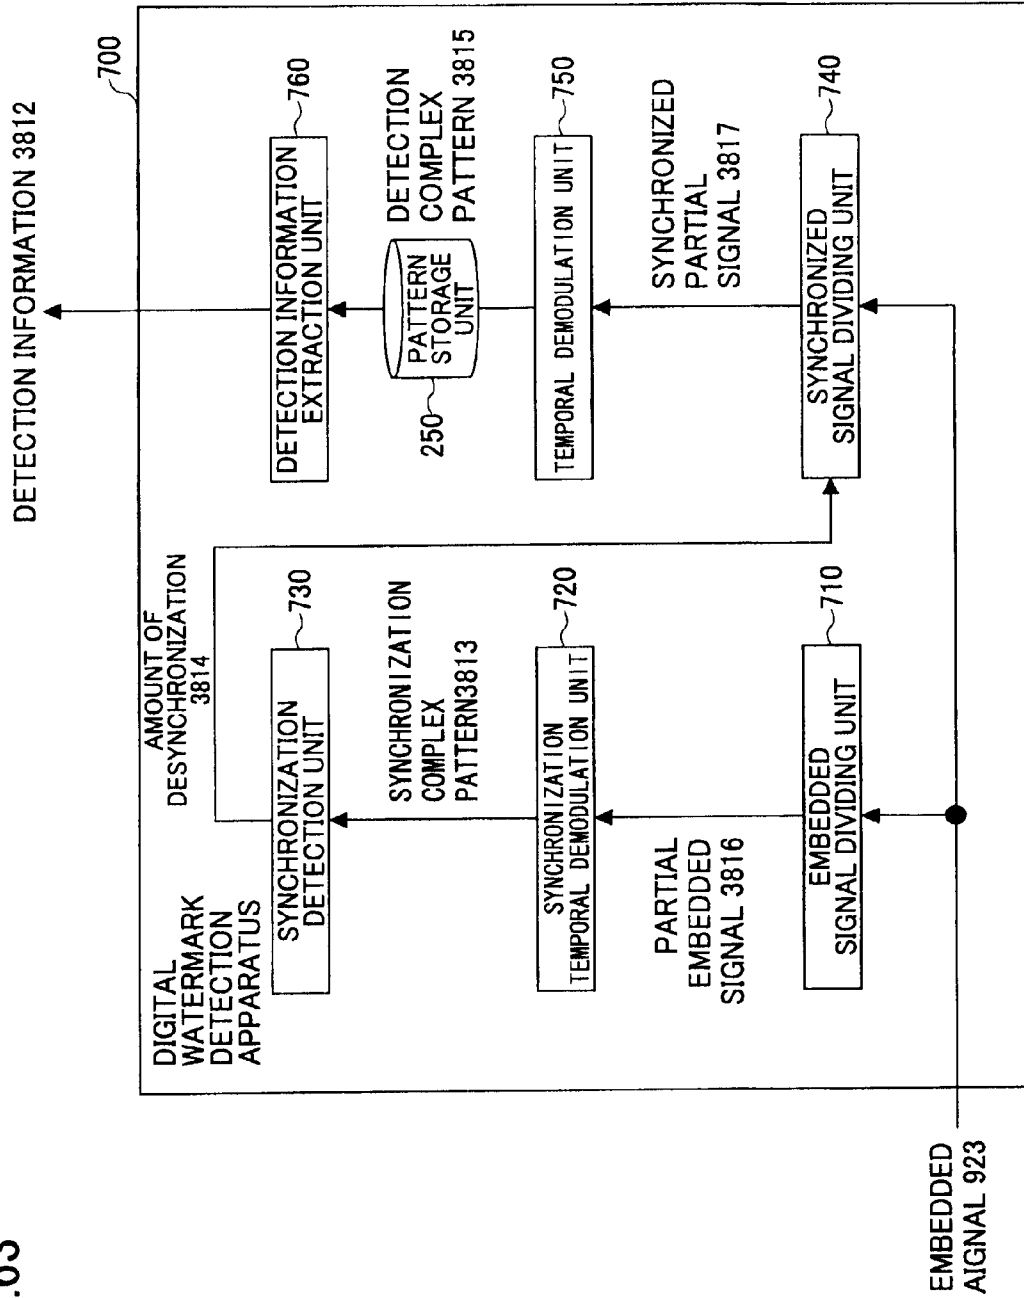 DETECTION INFORMATION 3812
700
DIGITAL
WATERMARK
DETECTION
APPARATUS
AMOUNT OF
DESYNCHRONIZATION
3814
SYNCHRONIZATION
DETECTION UNIT
730
SYNCHRONIZATION
COMPLEX
PATTERN3813
SYNCHRONIZATION
TEMPORAL DEMODULATION UNIT
720
PARTIAL
EMBEDDED
SIGNAL 3816
EMBEDDED
SIGNAL DIVIDING UNIT
710
DETECTION INFORMATION
EXTRACTION UNIT
760
PATTERN
STORAGE
UNIT
250
DETECTION
COMPLEX
PATTERN 3815
TEMPORAL DEMODULATION UNIT
750
SYNCHRONIZED
PARTIAL
SIGNAL 3817
SYNCHRONIZED
SIGNAL DIVIDING UNIT
740
EMBEDDED
AIGNAL 923
.63